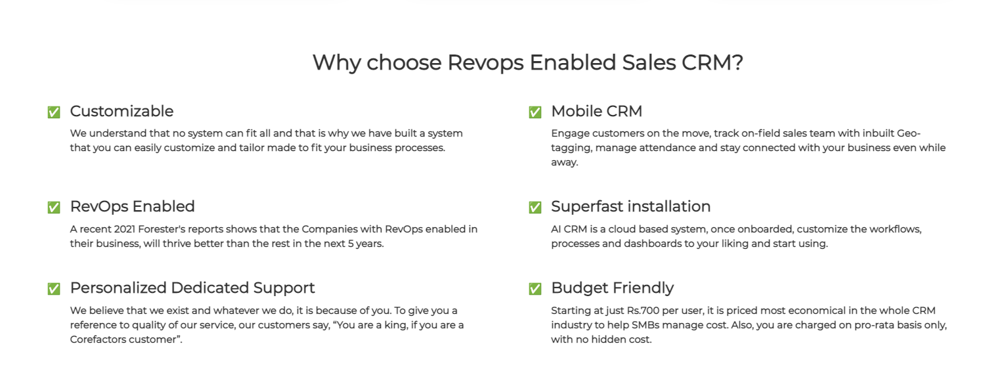 Why choose Revops Enabled Sales CRM?
✅ Customizable
We understand that no system can fit all and that is why we have built a system
that you can easily customize and tailor made to fit your business processes.
✅ Mobile CRM
Engage customers on the move, track on-field sales team with inbuilt Geo-
tagging, manage attendance and stay connected with your business even while
away.
✅ RevOps Enabled
A recent 2021 Forester's reports shows that the Companies with RevOps enabled in
their business, will thrive better than the rest in the next 5 years.
✅ Superfast installation
AI CRM is a cloud based system, once onboarded, customize the workflows,
processes and dashboards to your liking and start using.
✅ Personalized Dedicated Support
We believe that we exist and whatever we do, it is because of you. To give you a
reference to quality of our service, our customers say, “You are a king, if you are a
Corefactors customer”.
✅ Budget Friendly
Starting at just Rs.700 per user, it is priced most economical in the whole CRM
industry to help SMBs manage cost. Also, you are charged on pro-rata basis only,
with no hidden cost.